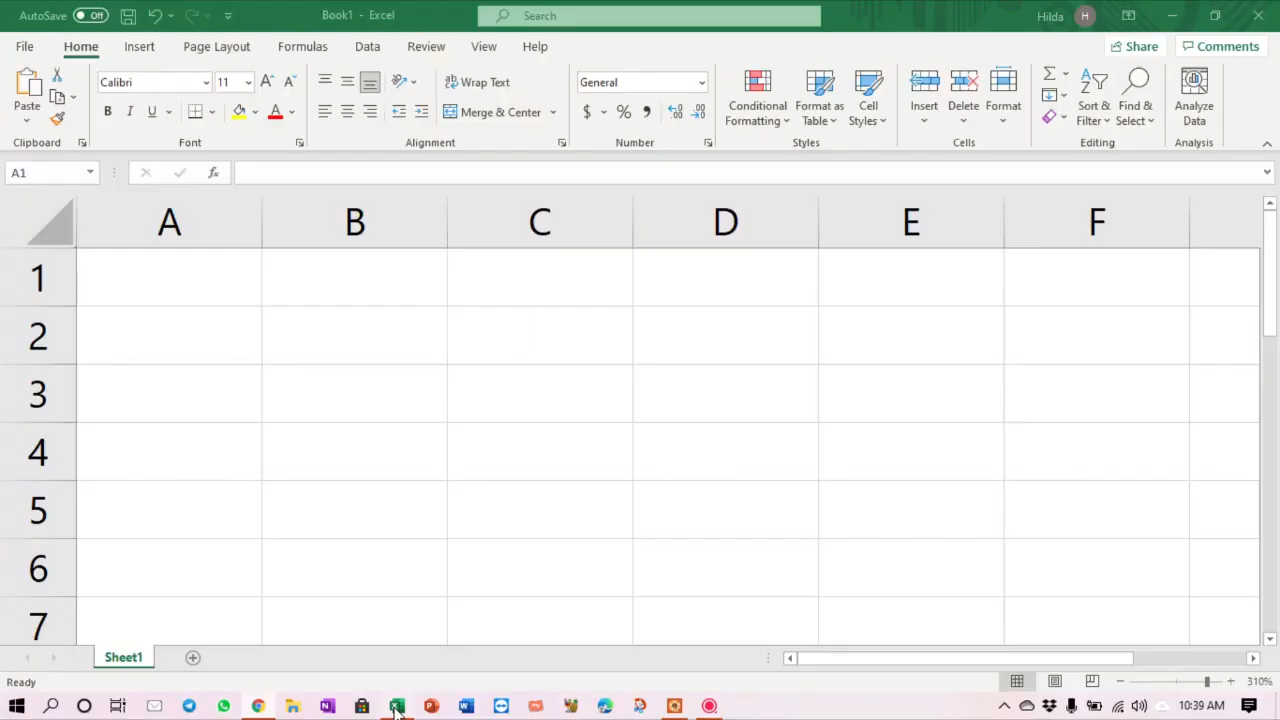 AutoSave Off Book1 - Excel Search Hilda H
File Home Insert Page Layout Formulas Data Review View Help Share Comments
Paste Calibri 11 Wrap Text General Conditional Formatting Format as Table Cell Styles Insert Delete Format Sort & Filter Find & Select Analyze Data
B I U A Merge & Center $ %
Clipboard Font Alignment Number Styles Cells Editing Analysis
A1 fx
A B C D E F
1
2
3
4
5
6
7
Sheet1
Ready 310%
10:39 AM